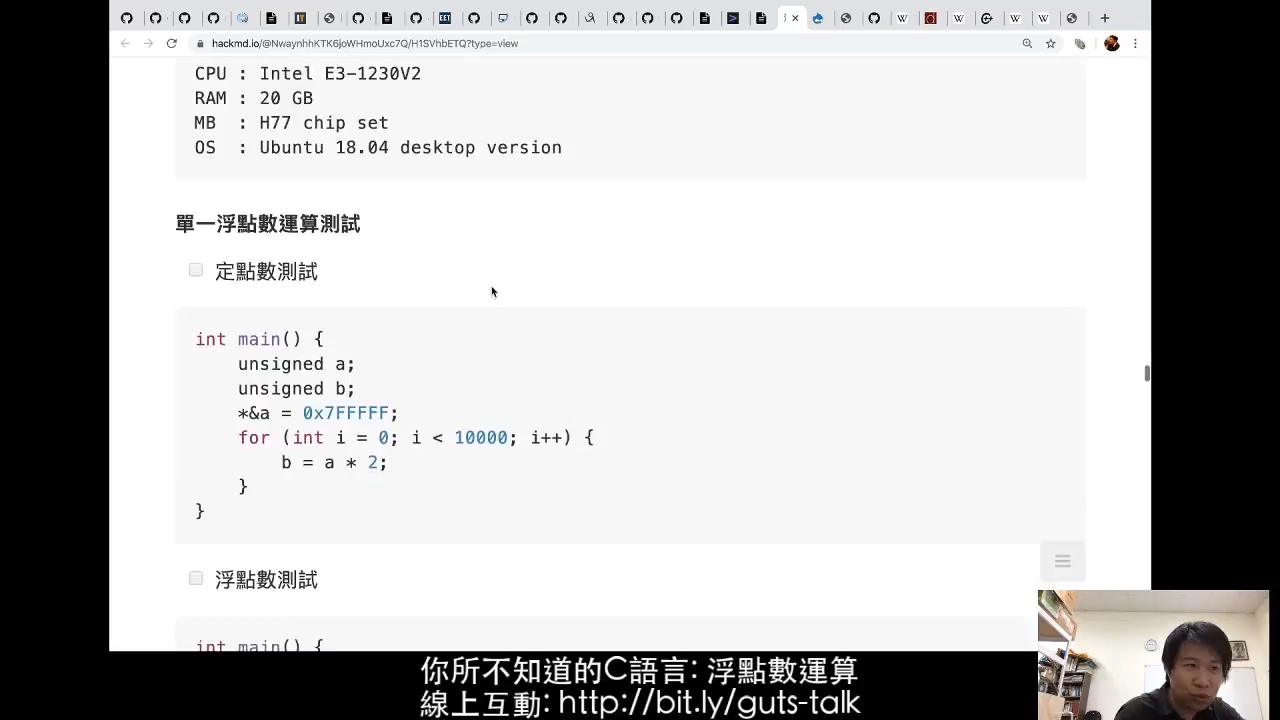 hackmd.io/@NwaynhhKTK6joWHmoUxc7Q/H1SVhbETQ?type=view
CPU : Intel E3-1230V2
RAM : 20 GB
MB : H77 chip set
OS : Ubuntu 18.04 desktop version
單一浮點數運算測試
定點數測試
int main() {
unsigned a;
unsigned b;
*&a = 0x7FFFFF;
for (int i = 0; i < 10000; i++) {
b = a * 2;
}
}
浮點數測試
int main() {
你所不知道的C語言: 浮點數運算
線上互動: http://bit.ly/guts-talk